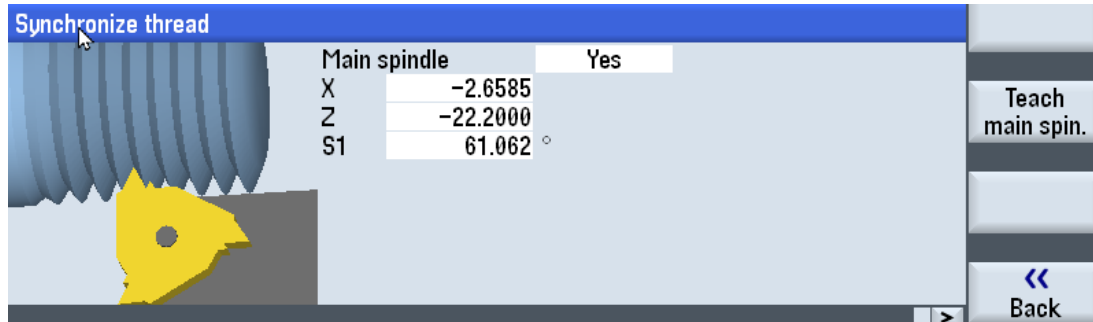 Synchronize thread
Main spindle Yes
X -2.6585
Z -22.2000
S1 61.062 °
Teach
main spin.
«
Back
>